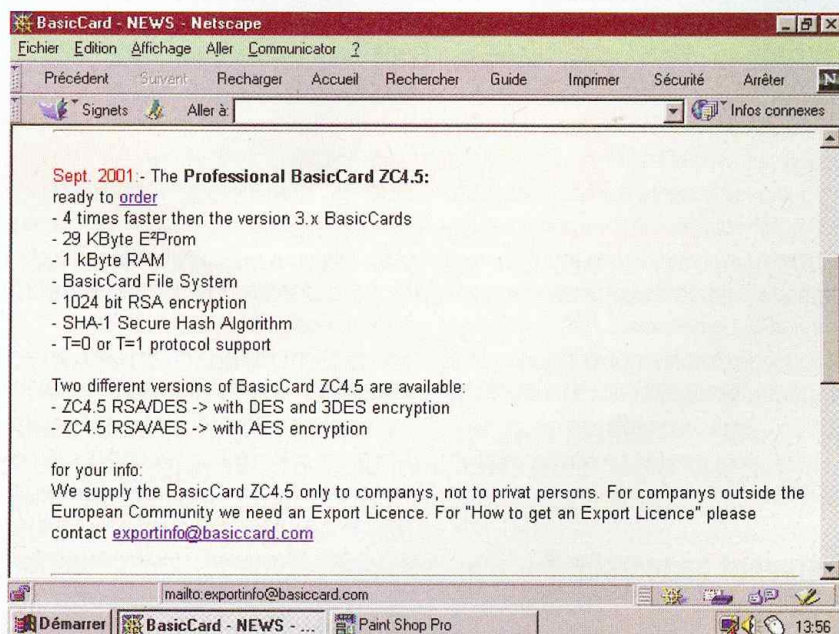 BasicCard - NEWS - Netscape
Fichier Edition Affichage Aller Communicator ?
Précédent Suivant Recharger Accueil Rechercher Guide Imprimer Sécurité Arrêter N
Signets Aller à: Infos connexes
Sept. 2001:- The Professional BasicCard ZC4.5:
ready to order
- 4 times faster then the version 3.x BasicCards
- 29 KByte E²Prom
- 1 kByte RAM
- BasicCard File System
- 1024 bit RSA encryption
- SHA-1 Secure Hash Algorithm
- T=0 or T=1 protocol support
Two different versions of BasicCard ZC4.5 are available:
- ZC4.5 RSA/DES -> with DES and 3DES encryption
- ZC4.5 RSA/AES -> with AES encryption
for your info:
We supply the BasicCard ZC4.5 only to companys, not to privat persons. For companys outside the
European Community we need an Export Licence. For "How to get an Export Licence" please
contact exportinfo@basiccard.com
mailto:exportinfo@basiccard.com
Démarrer BasicCard - NEWS - ... Paint Shop Pro 13:56